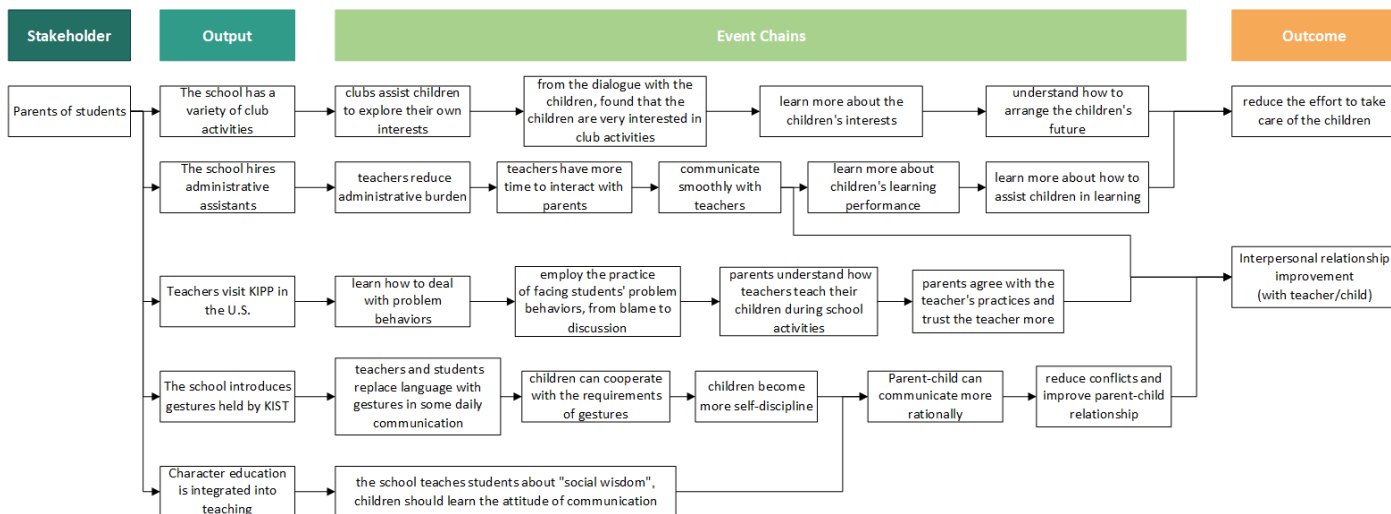 Stakeholder
Output
Event Chains
Outcome
Parents of students
The school has a
variety of club
activities
clubs assist children
to explore their own
interests
from the dialogue with the
children, found that the
children are very interested in
club activities
learn more about the
children's interests
understand how to
arrange the children's
future
reduce the effort to take
care of the children
The school hires
administrative
assistants
teachers reduce
administrative burden
teachers have more
time to interact with
parents
communicate
smoothly with
teachers
learn more about
children's learning
performance
learn more about how to
assist children in learning
Teachers visit KIPP in
the U.S.
learn how to deal
with problem
behaviors
employ the practice
of facing students' problem
behaviors, from blame to
discussion
parents understand how
teachers teach their
children during school
activities
parents agree with the
teacher's practices and
trust the teacher more
Interpersonal relationship
improvement
(with teacher/child)
The school introduces
gestures held by KIST
teachers and students
replace language with
gestures in some daily
communication
children can cooperate
with the requirements
of gestures
children become
more self-discipline
Parent-child can
communicate more
rationally
reduce conflicts and
improve parent-child
relationship
Character education
is integrated into
teaching
the school teaches students about "social wisdom",
children should learn the attitude of communication